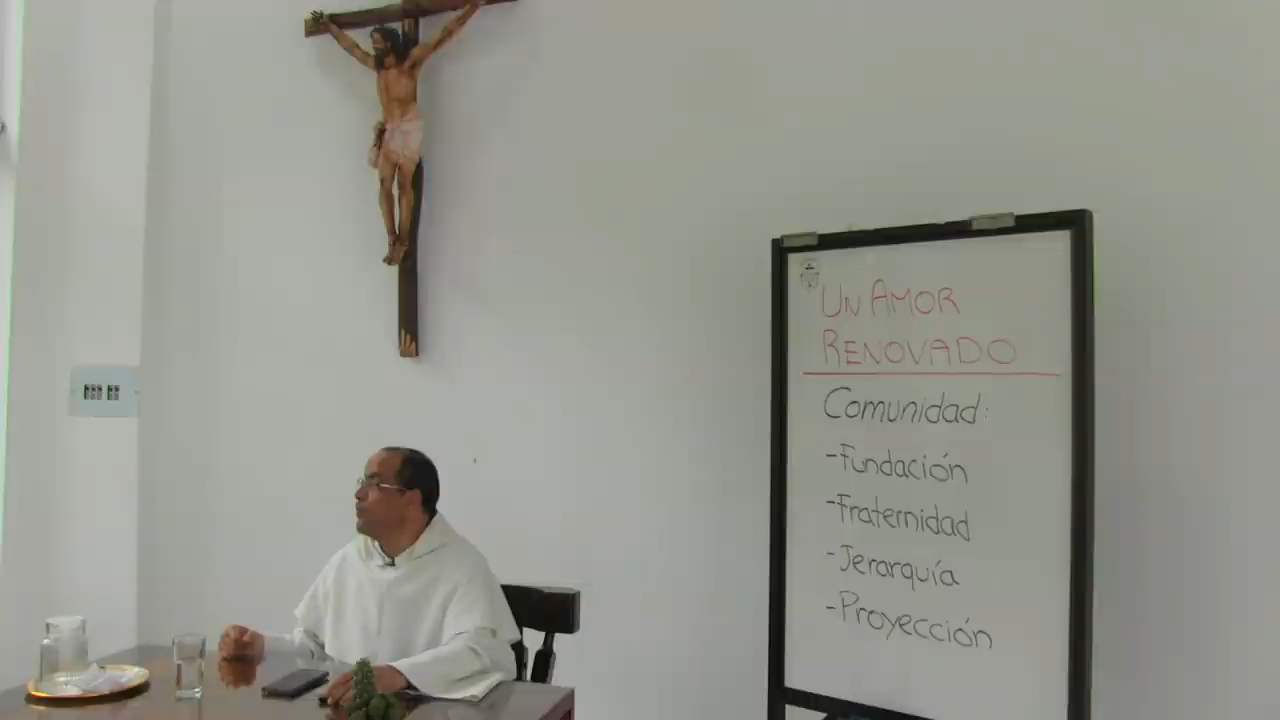 UN AMOR
RENOVADO
Comunidad:
-Fundación
-Fraternidad
-Jerarquía
-Proyección